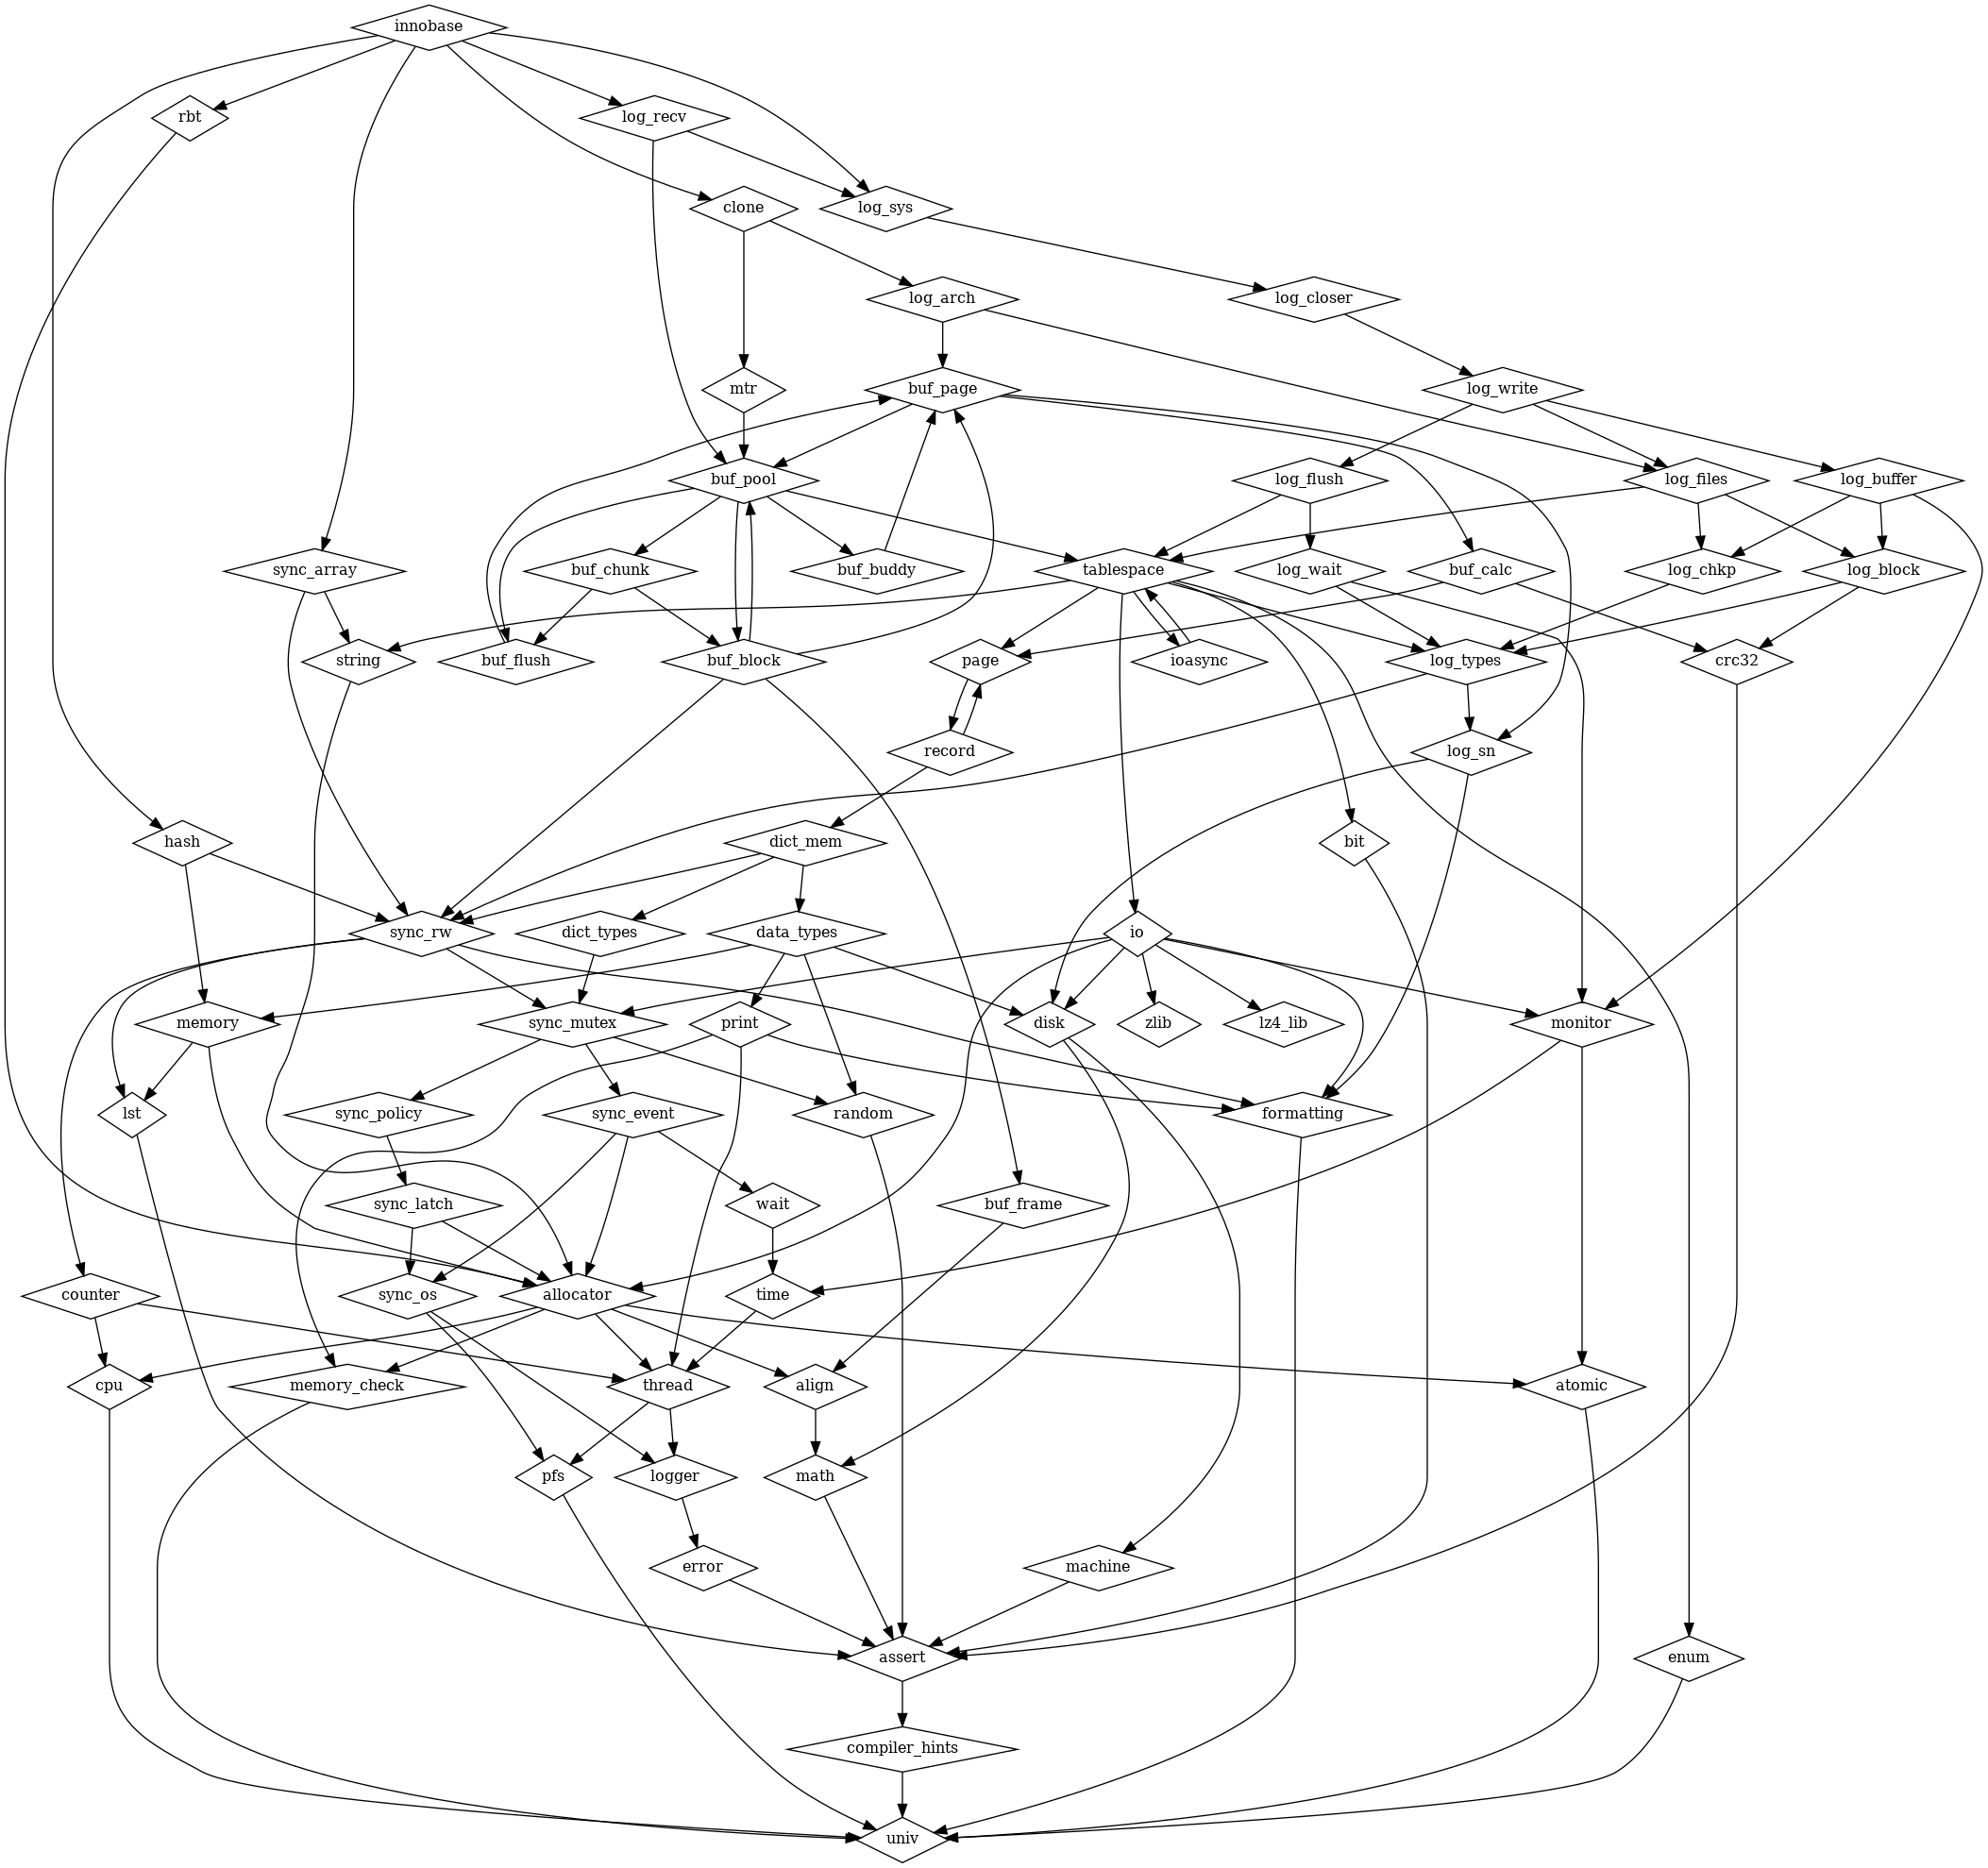 innobase
rbt
log_recv
clone
log_sys
log_arch
log_closer
mtr
buf_page
log_write
buf_pool
log_flush
log_files
log_buffer
sync_array
buf_chunk
buf_buddy
tablespace
log_wait
buf_calc
log_chkp
log_block
string
buf_flush
buf_block
page
ioasync
log_types
crc32
record
log_sn
hash
dict_mem
bit
sync_rw
dict_types
data_types
io
memory
sync_mutex
print
disk
zlib
lz4_lib
monitor
lst
sync_policy
sync_event
random
formatting
sync_latch
wait
buf_frame
counter
sync_os
allocator
time
cpu
memory_check
thread
align
atomic
pfs
logger
math
error
machine
assert
enum
compiler_hints
univ